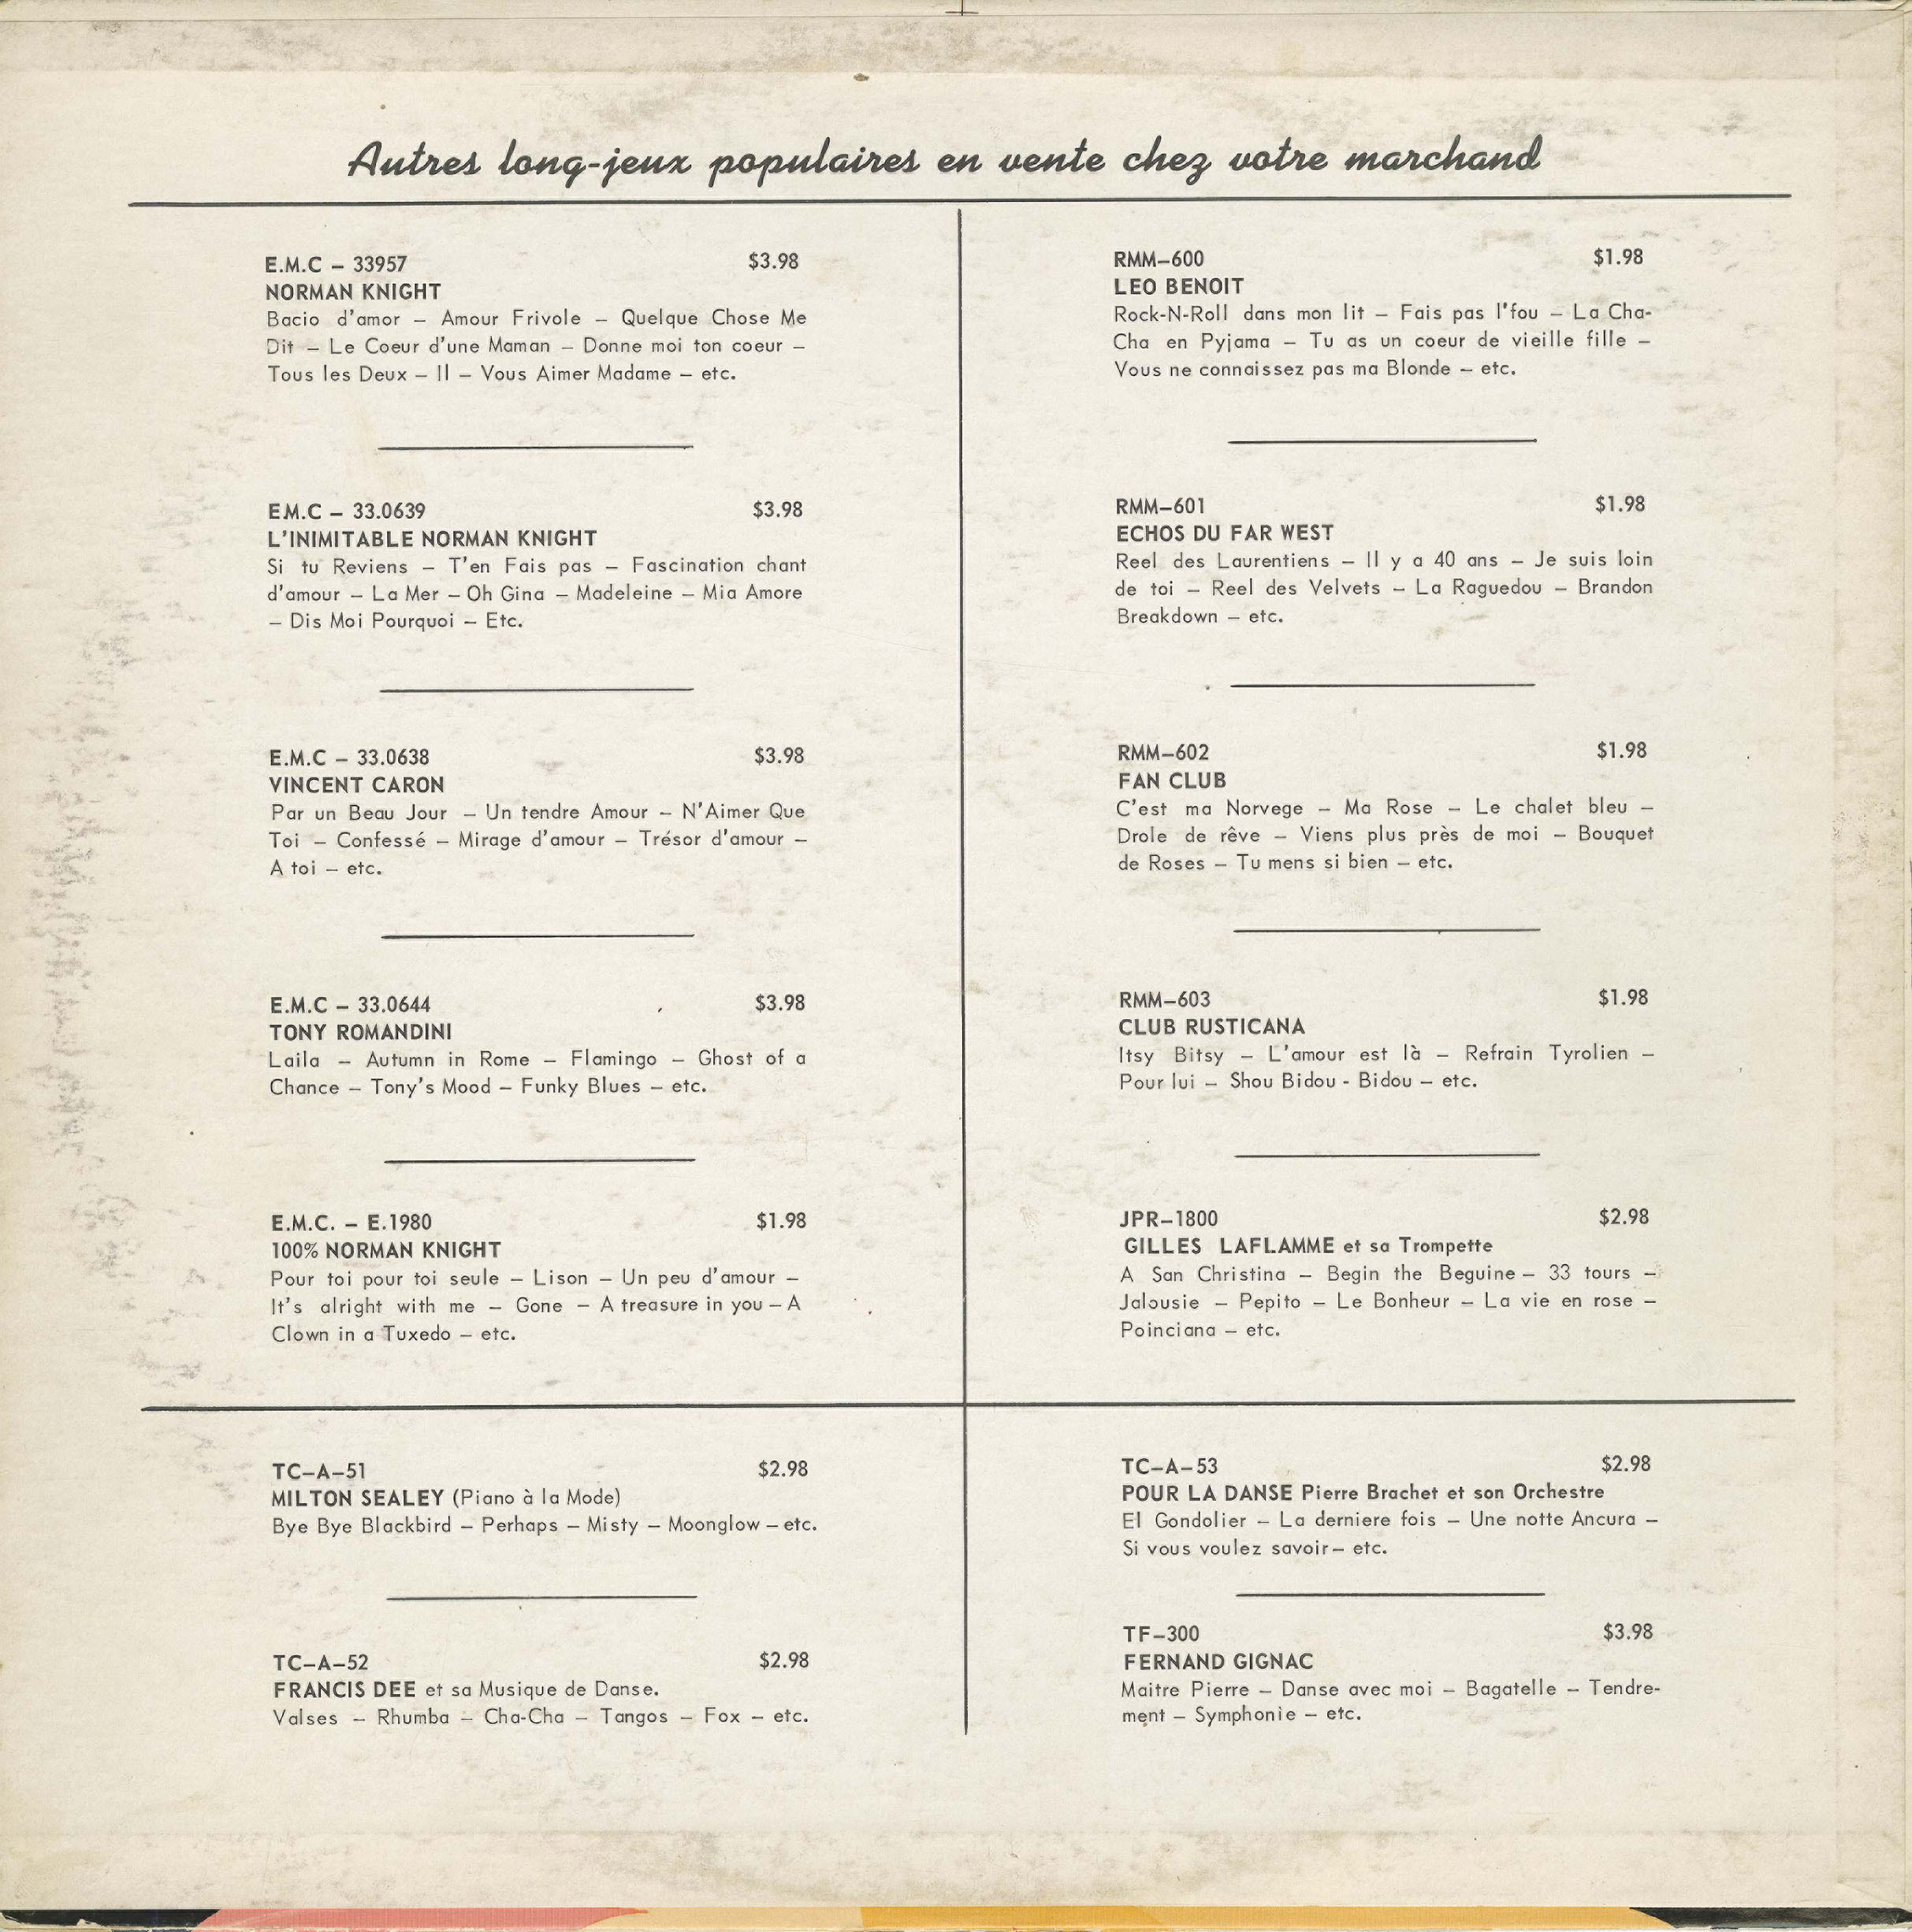 Autres long-jeux populaires en vente chez votre marchand
E.M.C – 33957 $3.98
NORMAN KNIGHT
Bacio d'amor – Amour Frivole – Quelque Chose Me
Dit – Le Coeur d'une Maman – Donne moi ton coeur –
Tous les Deux – Il – Vous Aimer Madame – etc.
E.M.C – 33.0639 $3.98
L'INIMITABLE NORMAN KNIGHT
Si tu Reviens – T'en Fais pas – Fascination chant
d'amour – La Mer – Oh Gina – Madeleine – Mia Amore
– Dis Moi Pourquoi – Etc.
E.M.C – 33.0638 $3.98
VINCENT CARON
Par un Beau Jour – Un tendre Amour – N'Aimer Que
Toi – Confessé – Mirage d'amour – Trésor d'amour –
A toi – etc.
E.M.C – 33.0644 $3.98
TONY ROMANDINI
Laila – Autumn in Rome – Flamingo – Ghost of a
Chance – Tony's Mood – Funky Blues – etc.
E.M.C. – E.1980 $1.98
100% NORMAN KNIGHT
Pour toi pour toi seule – Lison – Un peu d'amour –
It's alright with me – Gone – A treasure in you – A
Clown in a Tuxedo – etc.
RMM–600 $1.98
LEO BENOIT
Rock-N-Roll dans mon lit – Fais pas l'fou – La Cha-
Cha en Pyjama – Tu as un coeur de vieille fille –
Vous ne connaissez pas ma Blonde – etc.
RMM–601 $1.98
ECHOS DU FAR WEST
Reel des Laurentiens – Il y a 40 ans – Je suis loin
de toi – Reel des Velvets – La Raguedou – Brandon
Breakdown – etc.
RMM–602 $1.98
FAN CLUB
C'est ma Norvege – Ma Rose – Le chalet bleu –
Drole de rêve – Viens plus près de moi – Bouquet
de Roses – Tu mens si bien – etc.
RMM–603 $1.98
CLUB RUSTICANA
Itsy Bitsy – L'amour est là – Refrain Tyrolien –
Pour lui – Shou Bidou - Bidou – etc.
JPR–1800 $2.98
GILLES LAFLAMME et sa Trompette
A San Christina – Begin the Beguine – 33 tours –
Jalousie – Pepito – Le Bonheur – La vie en rose –
Poinciana – etc.
TC–A–51 $2.98
MILTON SEALEY (Piano à la Mode)
Bye Bye Blackbird – Perhaps – Misty – Moonglow – etc.
TC–A–52 $2.98
FRANCIS DEE et sa Musique de Danse.
Valses – Rhumba – Cha-Cha – Tangos – Fox – etc.
TC–A–53 $2.98
POUR LA DANSE Pierre Brachet et son Orchestre
El Gondolier – La derniere fois – Une notte Ancura –
Si vous voulez savoir– etc.
TF–300 $3.98
FERNAND GIGNAC
Maitre Pierre – Danse avec moi – Bagatelle – Tendre-
ment – Symphonie – etc.